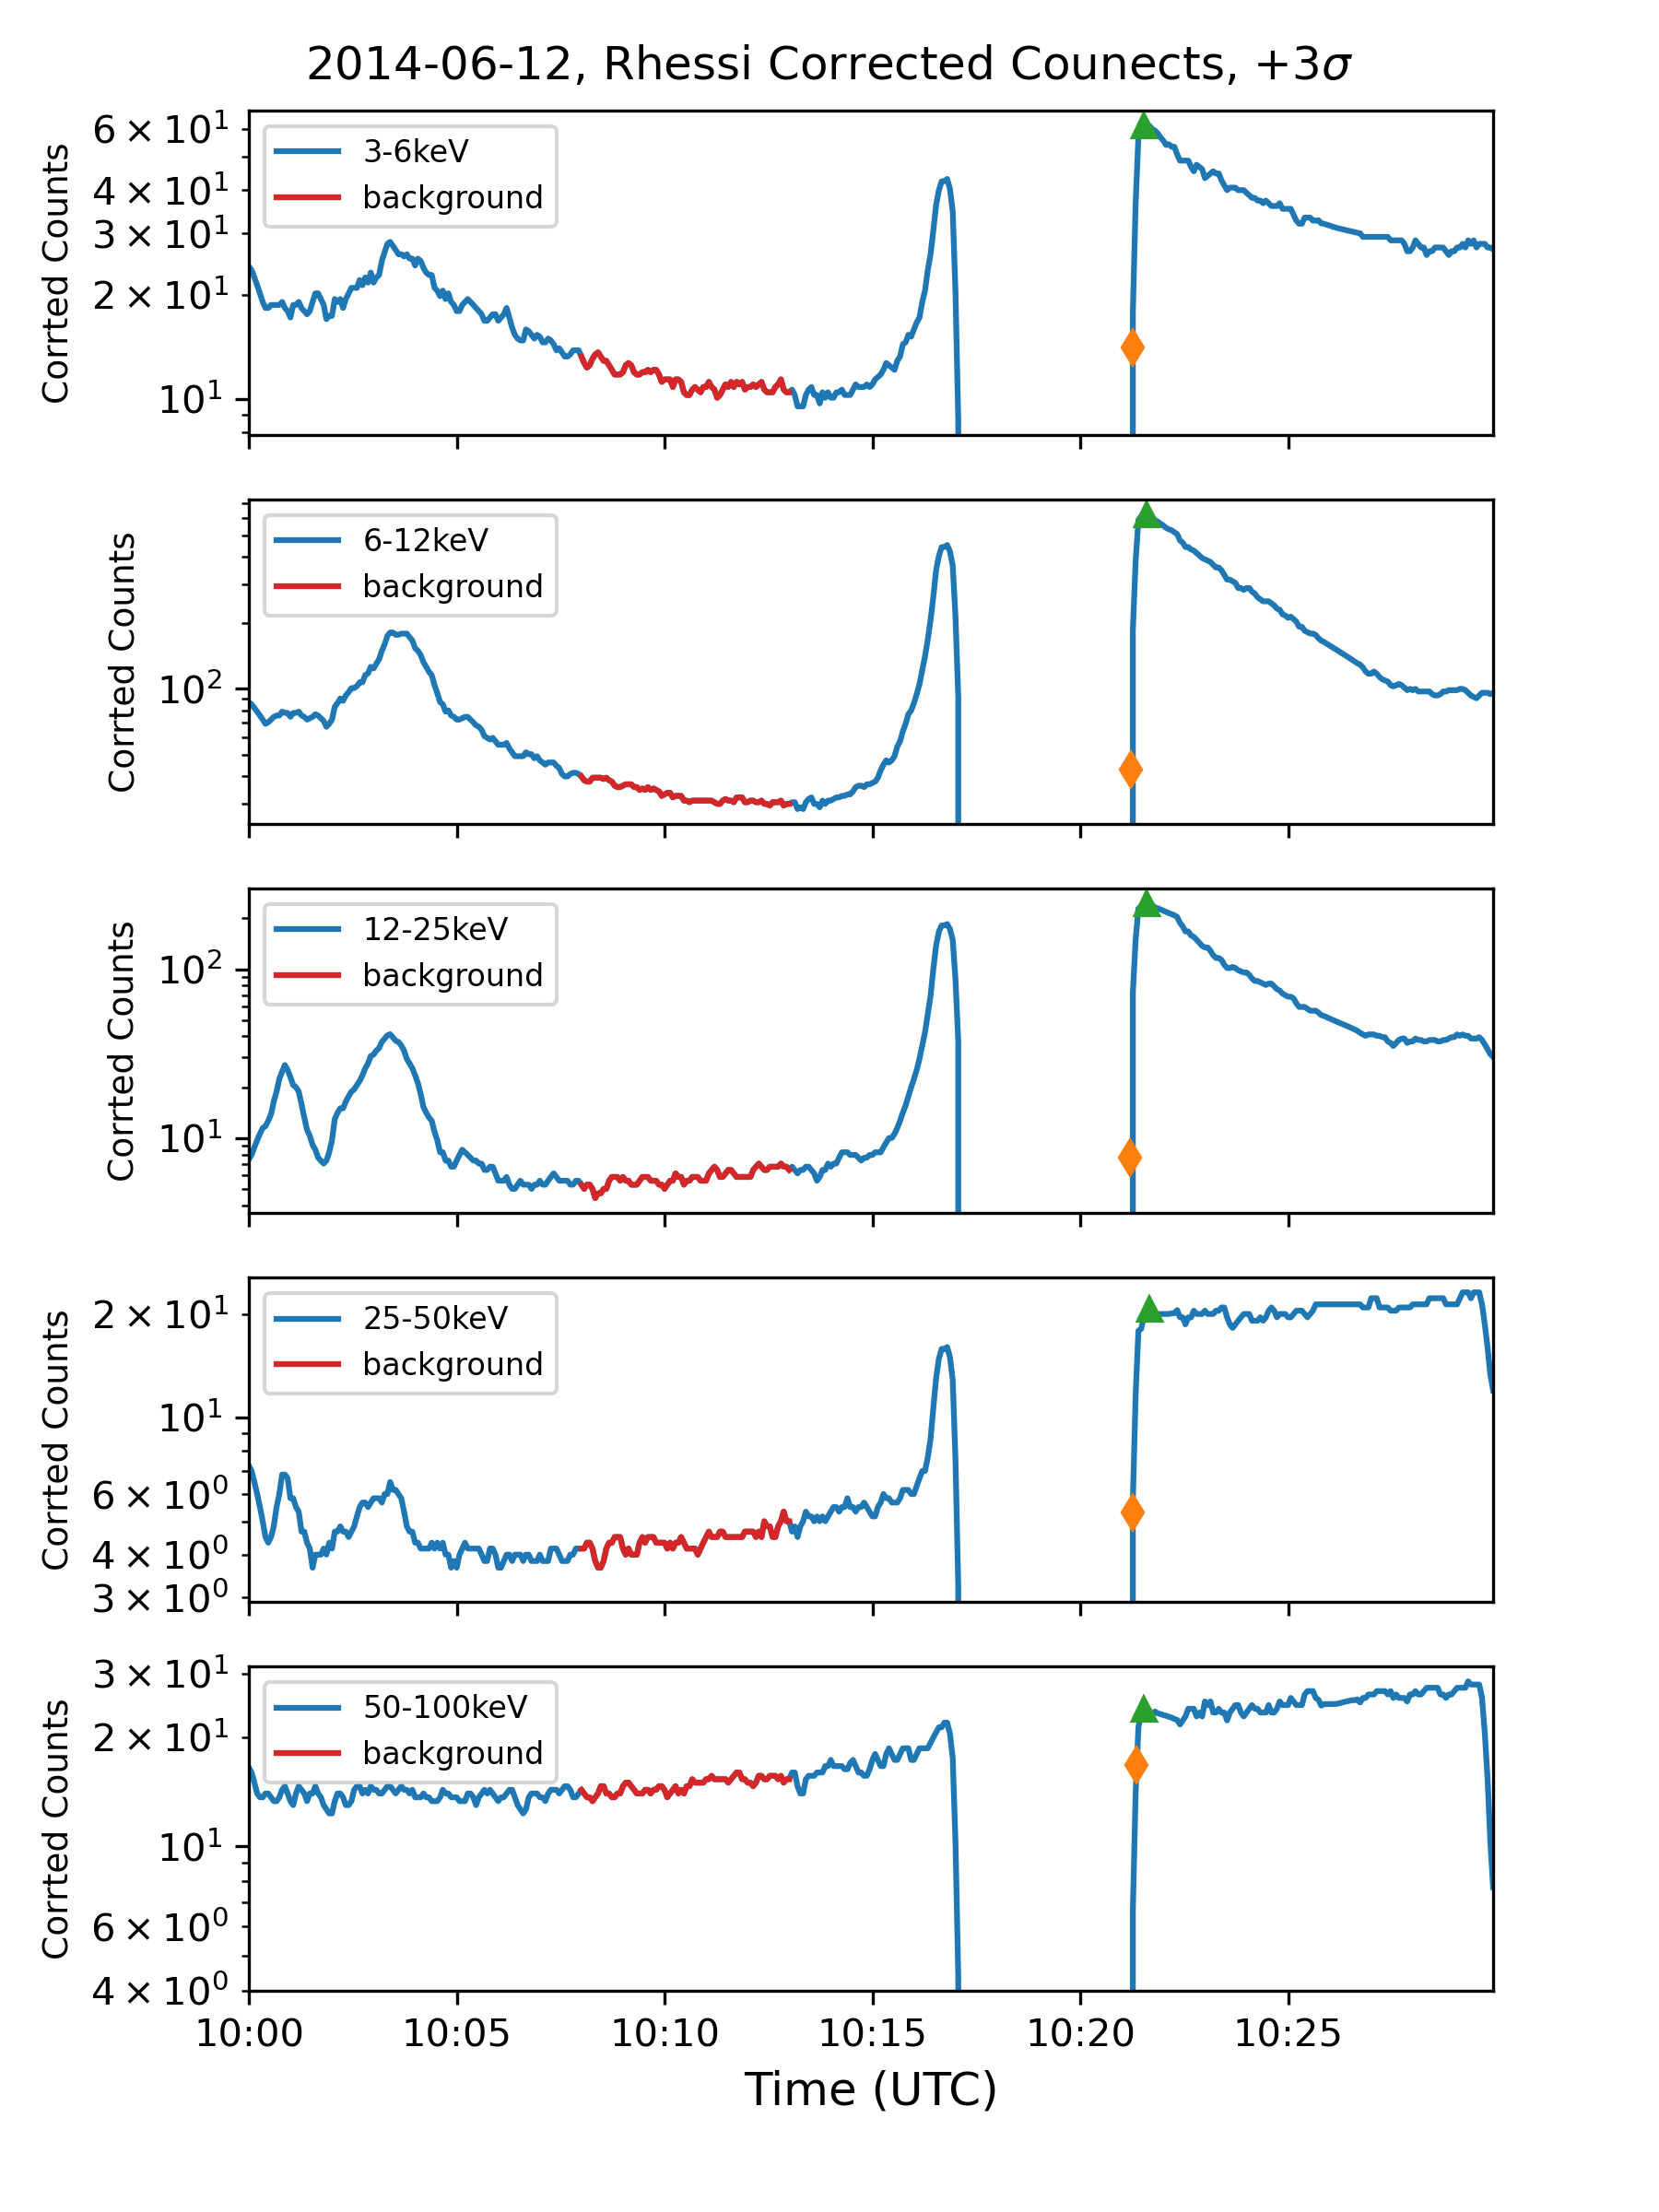 2014-06-12, Rhessi Corrected Counects, +3σ
Corrted Counts
6 × 10¹
4 × 10¹
3 × 10¹
2 × 10¹
10¹
3-6keV
background
Corrted Counts
10²
6-12keV
background
Corrted Counts
10²
10¹
12-25keV
background
Corrted Counts
2 × 10¹
10¹
6 × 10⁰
4 × 10⁰
3 × 10⁰
25-50keV
background
Corrted Counts
3 × 10¹
2 × 10¹
10¹
6 × 10⁰
4 × 10⁰
50-100keV
background
10:00 10:05 10:10 10:15 10:20 10:25
Time (UTC)